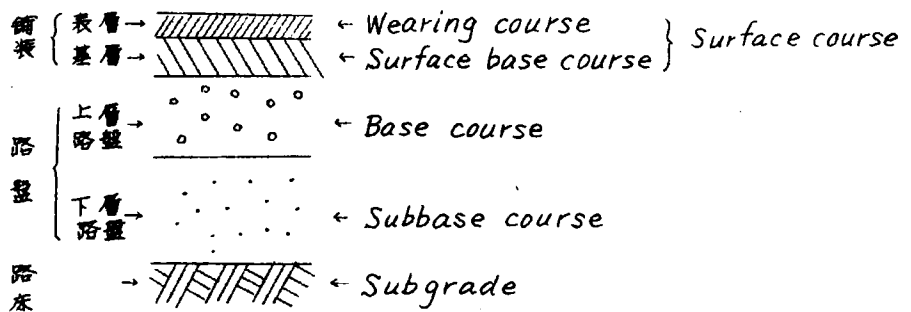 舗装 { 表層→ ← Wearing course } Surface course
基層→ ← Surface base course
路盤 { 上層路盤→ ← Base course
下層路盤→ ← Subbase course
路床 → ← Subgrade